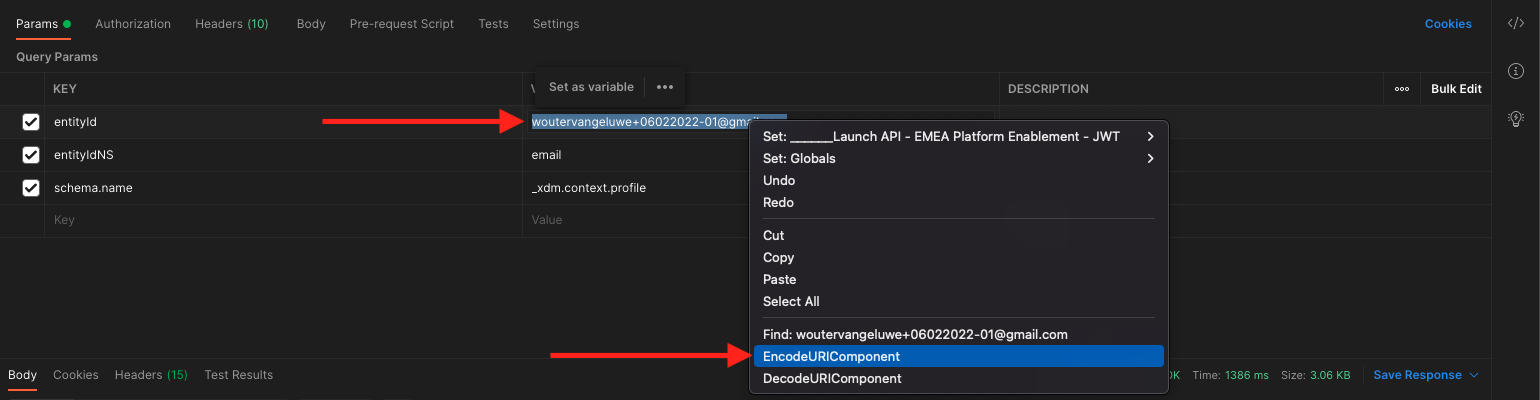 Params Authorization Headers (10) Body Pre-request Script Tests Settings Cookies
Query Params
Set as variable
KEY DESCRIPTION Bulk Edit
entityId woutervangeluwe+06022022-01@gmail
entityIdNS email
schema.name _xdm.context.profile
Key Value
Set: ______Launch API - EMEA Platform Enablement - JWT
Set: Globals
Undo
Redo
Cut
Copy
Paste
Select All
Find: woutervangeluwe+06022022-01@gmail.com
EncodeURIComponent
DecodeURIComponent
Body Cookies Headers (15) Test Results Time: 1386 ms Size: 3.06 KB Save Response